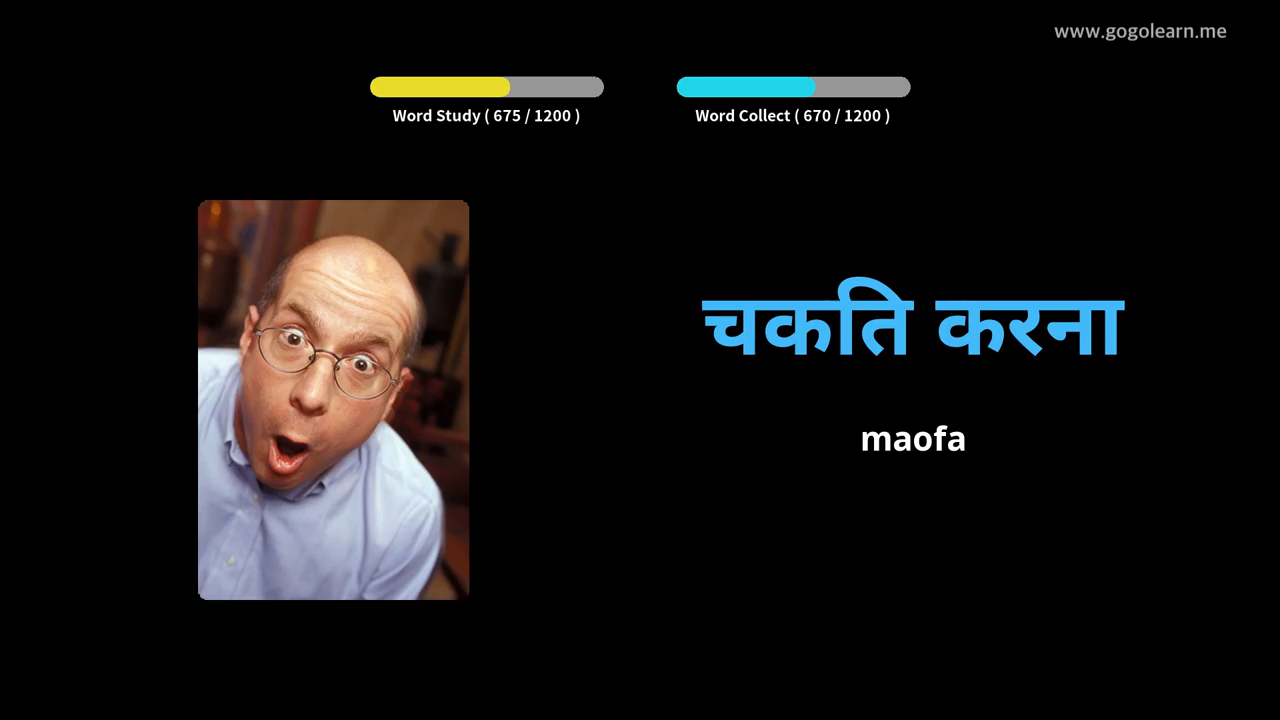 www.gogolearn.me
Word Study ( 675 / 1200 )
Word Collect ( 670 / 1200 )
चकति करना
maofa